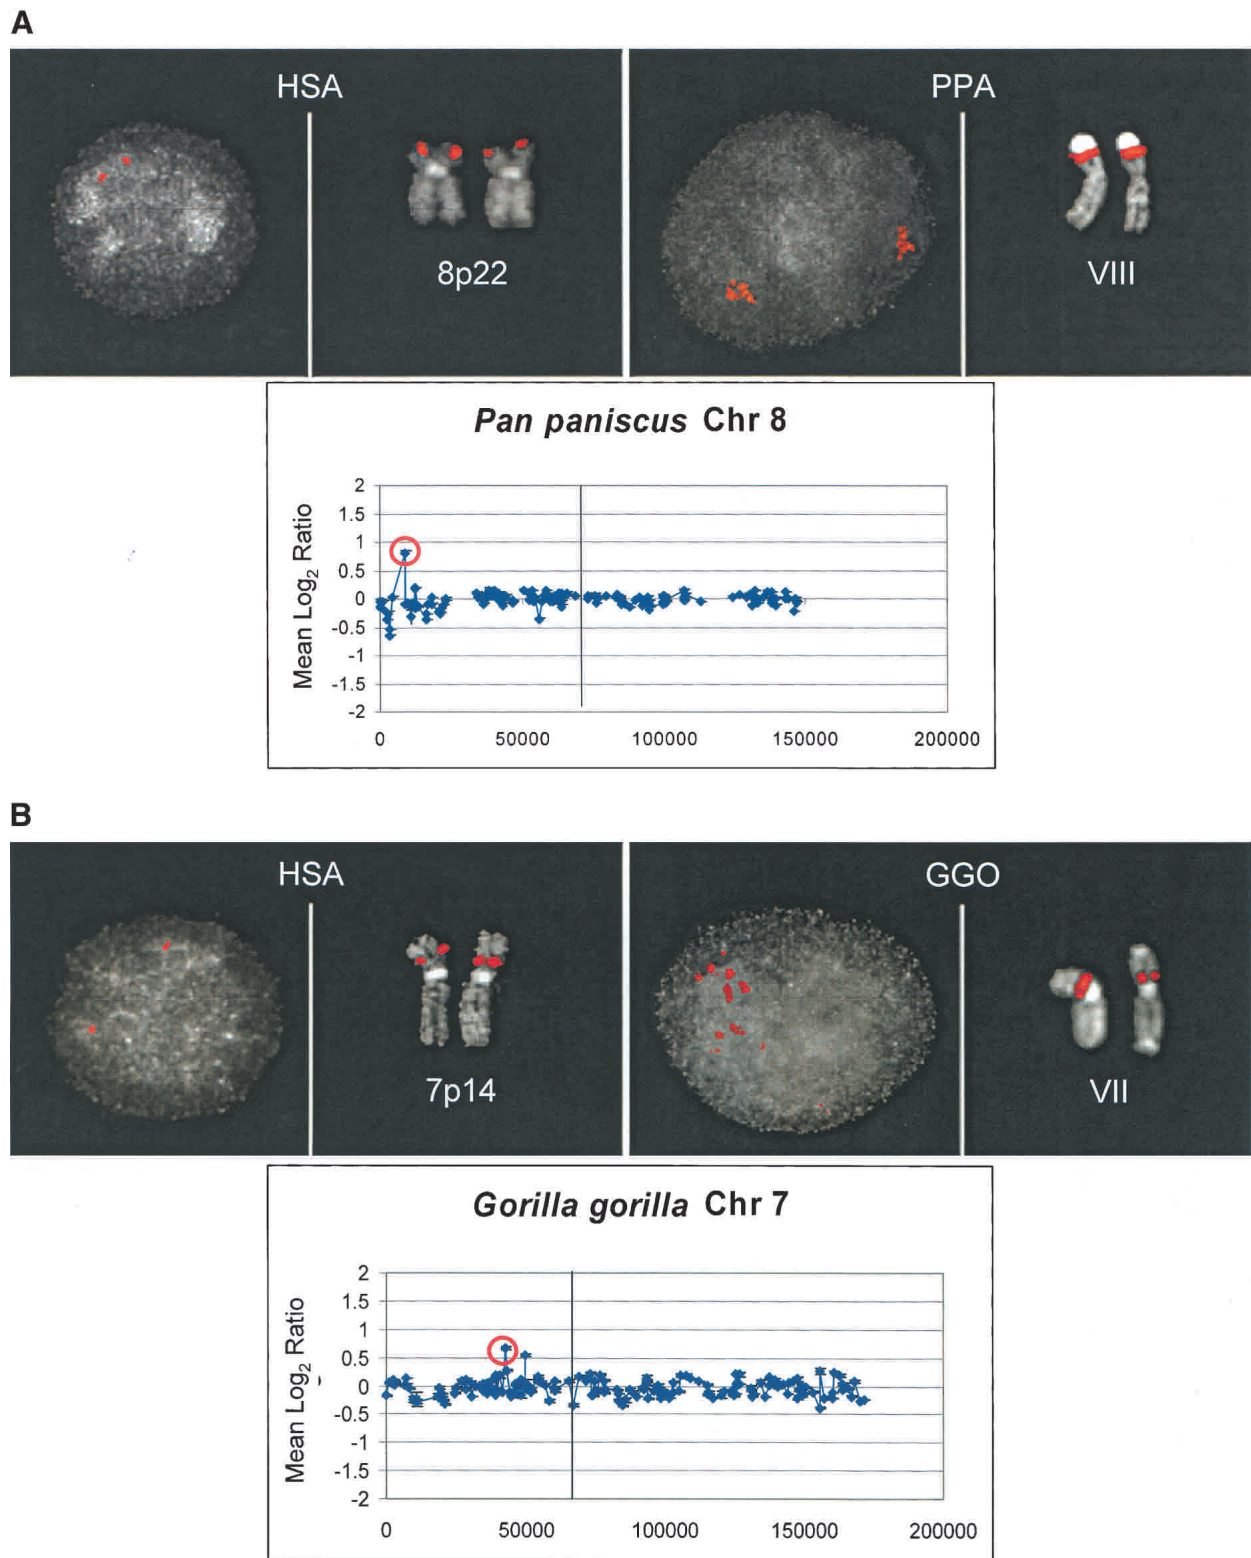 A
HSA
PPA
8p22
VIII
Pan paniscus Chr 8
Mean Log2 Ratio
2
1.5
1
0.5
0
-0.5
-1
-1.5
-2
0 50000 100000 150000 200000
B
HSA
GGO
7p14
VII
Gorilla gorilla Chr 7
Mean Log2 Ratio
2
1.5
1
0.5
0
-0.5
-1
-1.5
-2
0 50000 100000 150000 200000